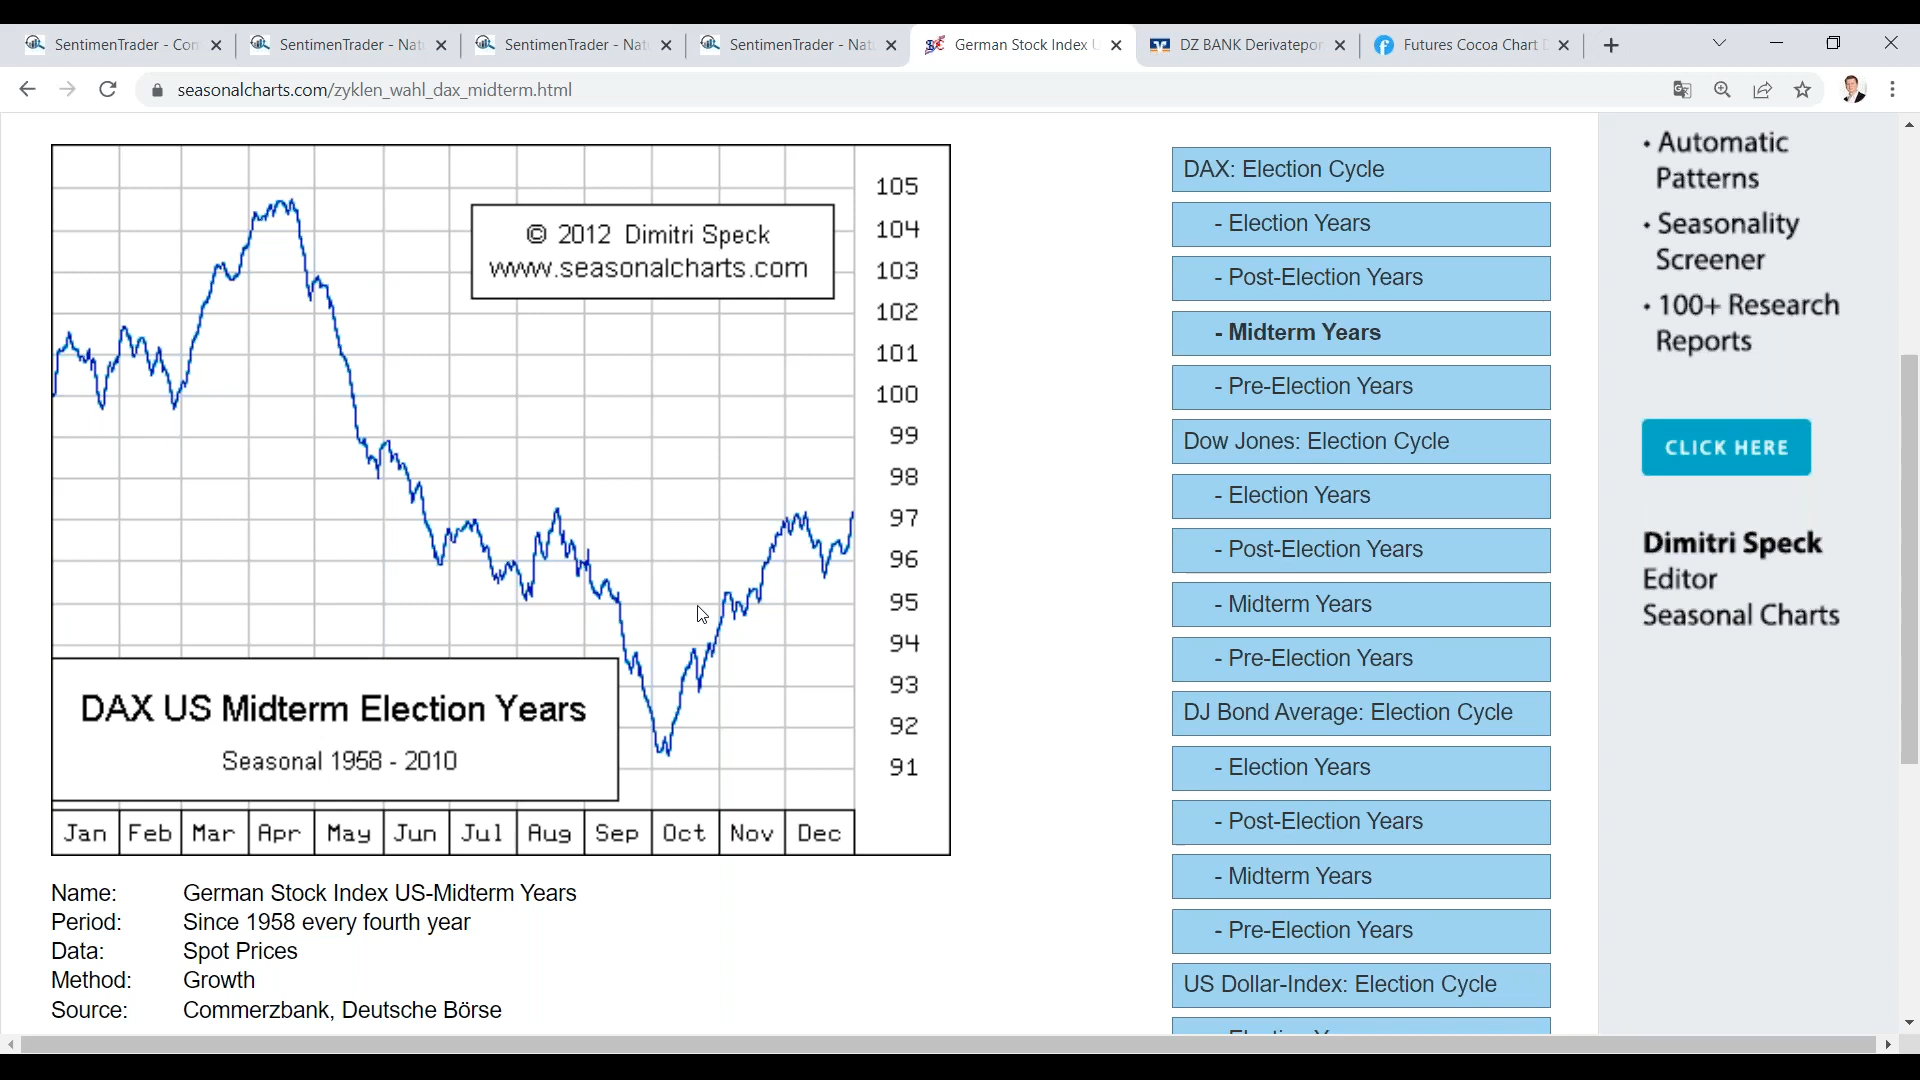 SentimenTrader - Con
SentimenTrader - Nat
SentimenTrader - Nat
SentimenTrader - Nat
German Stock Index U
DZ BANK Derivatepor
Futures Cocoa Chart
seasonalcharts.com/zyklen_wahl_dax_midterm.html
105
104
103
102
101
100
99
98
97
96
95
94
93
92
91
© 2012 Dimitri Speck
www.seasonalcharts.com
DAX US Midterm Election Years
Seasonal 1958 - 2010
Jan Feb Mar Apr May Jun Jul Aug Sep Oct Nov Dec
Name: German Stock Index US-Midterm Years
Period: Since 1958 every fourth year
Data: Spot Prices
Method: Growth
Source: Commerzbank, Deutsche Börse
DAX: Election Cycle
- Election Years
- Post-Election Years
- Midterm Years
- Pre-Election Years
Dow Jones: Election Cycle
- Election Years
- Post-Election Years
- Midterm Years
- Pre-Election Years
DJ Bond Average: Election Cycle
- Election Years
- Post-Election Years
- Midterm Years
- Pre-Election Years
US Dollar-Index: Election Cycle
• Automatic
Patterns
• Seasonality
Screener
• 100+ Research
Reports
CLICK HERE
Dimitri Speck
Editor
Seasonal Charts